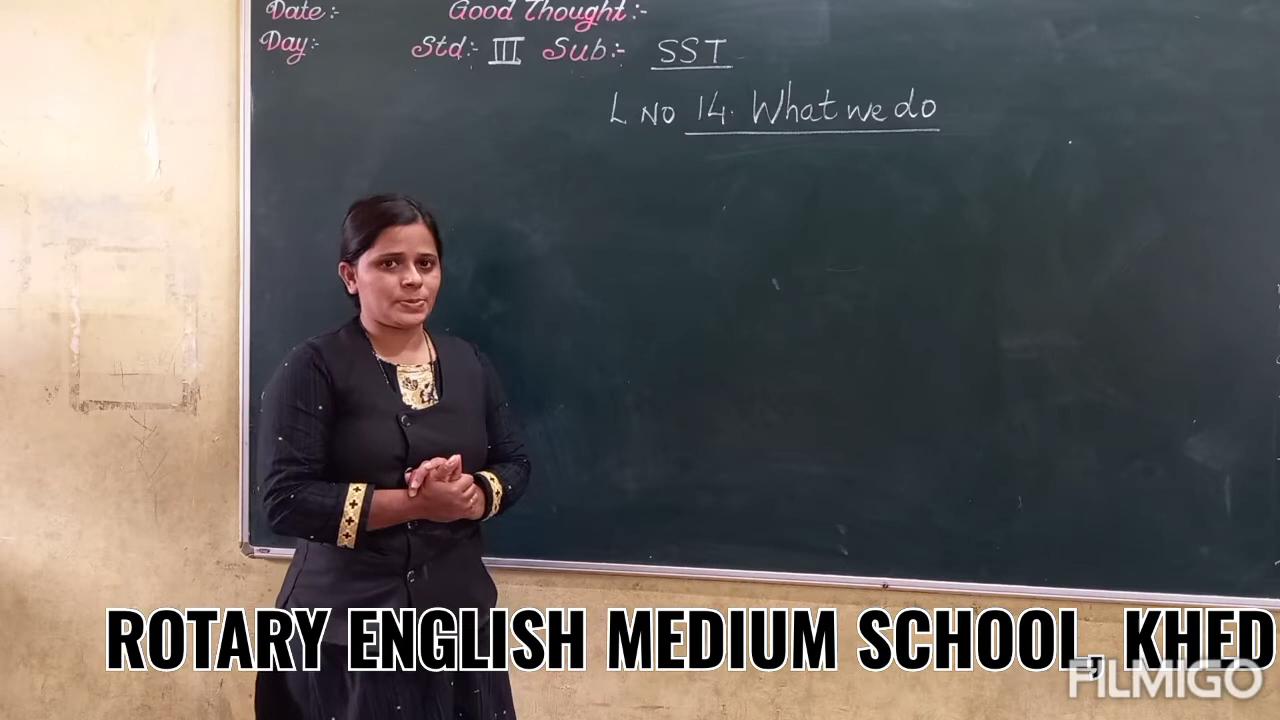 Date:- Good Thought:-
Day:- Std:- III Sub:- SST
L NO 14. What we do
ROTARY ENGLISH MEDIUM SCHOOL, KHED
FILMIGO